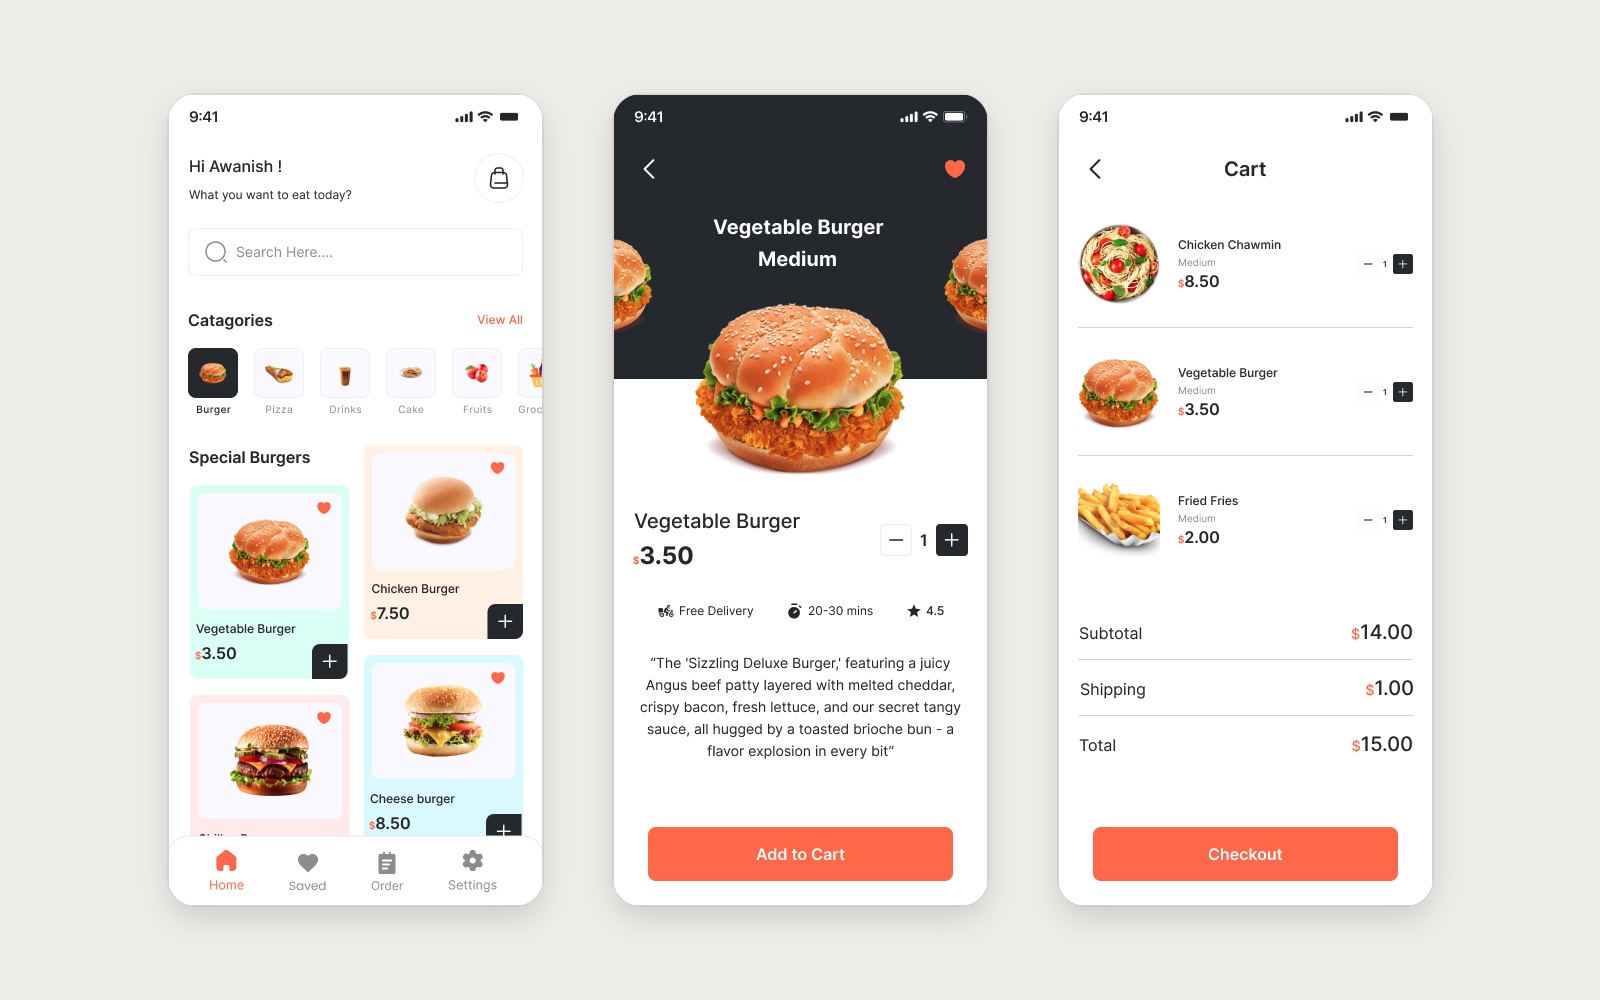 9:41
Hi Awanish !
What you want to eat today?
Search Here....
Catagories
View All
Burger
Pizza
Drinks
Cake
Fruits
Groc
Special Burgers
Vegetable Burger
$3.50
Chicken Burger
$7.50
Cheese burger
$8.50
Home
Saved
Order
Settings
9:41
Vegetable Burger
Medium
Vegetable Burger
$3.50
1
Free Delivery
20-30 mins
4.5
“The 'Sizzling Deluxe Burger,' featuring a juicy
Angus beef patty layered with melted cheddar,
crispy bacon, fresh lettuce, and our secret tangy
sauce, all hugged by a toasted brioche bun - a
flavor explosion in every bit”
Add to Cart
9:41
Cart
Chicken Chawmin
Medium
$8.50
1
Vegetable Burger
Medium
$3.50
1
Fried Fries
Medium
$2.00
1
Subtotal
$14.00
Shipping
$1.00
Total
$15.00
Checkout